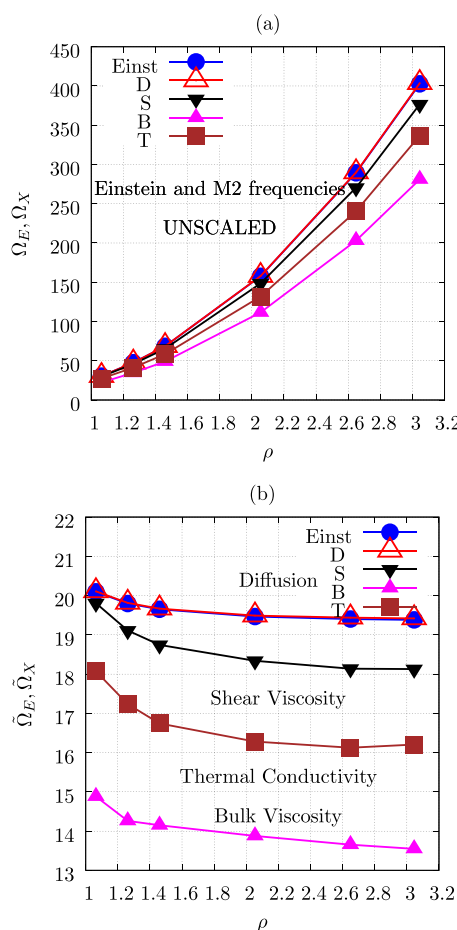 (a)
450
400
350
300
250
200
150
100
50
0
Ω_E, Ω_X
Einst
D
S
B
T
Einstein and M2 frequencies
UNSCALED
1 1.2 1.4 1.6 1.8 2 2.2 2.4 2.6 2.8 3 3.2
ρ
(b)
22
21
20
19
18
17
16
15
14
13
Ω̃_E, Ω̃_X
Einst
D
S
B
T
Diffusion
Shear Viscosity
Thermal Conductivity
Bulk Viscosity
1 1.2 1.4 1.6 1.8 2 2.2 2.4 2.6 2.8 3 3.2
ρ